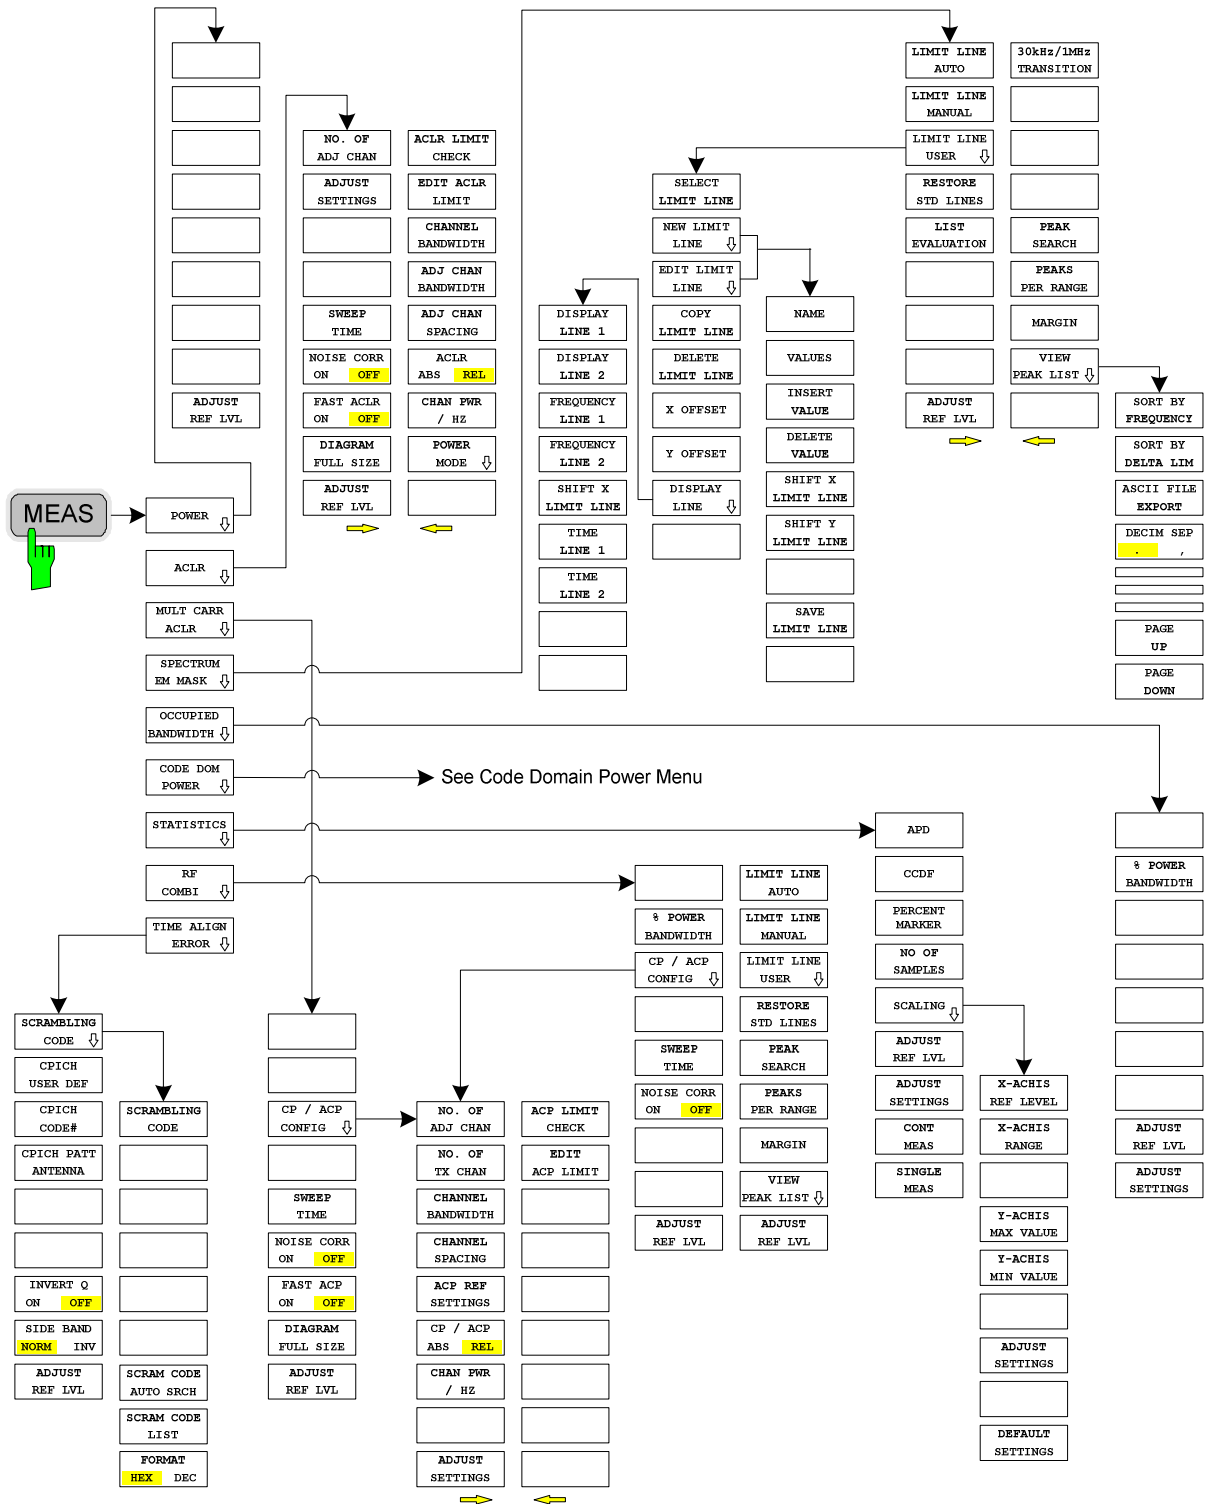 MEAS
POWER
ACLR
MULT CARR
ACLR
SPECTRUM
EM MASK
OCCUPIED
BANDWIDTH
CODE DOM
POWER
STATISTICS
RF
COMBI
TIME ALIGN
ERROR
ADJUST
REF LVL
NO. OF
ADJ CHAN
ADJUST
SETTINGS
SWEEP
TIME
NOISE CORR
ON OFF
FAST ACLR
ON OFF
DIAGRAM
FULL SIZE
ADJUST
REF LVL
ACLR LIMIT
CHECK
EDIT ACLR
LIMIT
CHANNEL
BANDWIDTH
ADJ CHAN
BANDWIDTH
ADJ CHAN
SPACING
ACLR
ABS REL
CHAN PWR
/ HZ
POWER
MODE
DISPLAY
LINE 1
DISPLAY
LINE 2
FREQUENCY
LINE 1
FREQUENCY
LINE 2
SHIFT X
LIMIT LINE
TIME
LINE 1
TIME
LINE 2
SELECT
LIMIT LINE
NEW LIMIT
LINE
EDIT LIMIT
LINE
COPY
LIMIT LINE
DELETE
LIMIT LINE
X OFFSET
Y OFFSET
DISPLAY
LINE
NAME
VALUES
INSERT
VALUE
DELETE
VALUE
SHIFT X
LIMIT LINE
SHIFT Y
LIMIT LINE
SAVE
LIMIT LINE
LIMIT LINE
AUTO
LIMIT LINE
MANUAL
LIMIT LINE
USER
RESTORE
STD LINES
LIST
EVALUATION
ADJUST
REF LVL
30kHz/1MHz
TRANSITION
PEAK
SEARCH
PEAKS
PER RANGE
MARGIN
VIEW
PEAK LIST
SORT BY
FREQUENCY
SORT BY
DELTA LIM
ASCII FILE
EXPORT
DECIM SEP
. ,
PAGE
UP
PAGE
DOWN
See Code Domain Power Menu
SCRAMBLING
CODE
CPICH
USER DEF
CPICH
CODE#
CPICH PATT
ANTENNA
INVERT Q
ON OFF
SIDE BAND
NORM INV
ADJUST
REF LVL
SCRAMBLING
CODE
SCRAM CODE
AUTO SRCH
SCRAM CODE
LIST
FORMAT
HEX DEC
CP / ACP
CONFIG
SWEEP
TIME
NOISE CORR
ON OFF
FAST ACP
ON OFF
DIAGRAM
FULL SIZE
ADJUST
REF LVL
NO. OF
ADJ CHAN
NO. OF
TX CHAN
CHANNEL
BANDWIDTH
CHANNEL
SPACING
ACP REF
SETTINGS
CP / ACP
ABS REL
CHAN PWR
/ HZ
ADJUST
SETTINGS
ACP LIMIT
CHECK
EDIT
ACP LIMIT
% POWER
BANDWIDTH
CP / ACP
CONFIG
SWEEP
TIME
NOISE CORR
ON OFF
ADJUST
REF LVL
LIMIT LINE
AUTO
LIMIT LINE
MANUAL
LIMIT LINE
USER
RESTORE
STD LINES
PEAK
SEARCH
PEAKS
PER RANGE
MARGIN
VIEW
PEAK LIST
ADJUST
REF LVL
APD
CCDF
PERCENT
MARKER
NO OF
SAMPLES
SCALING
ADJUST
REF LVL
ADJUST
SETTINGS
CONT
MEAS
SINGLE
MEAS
X-ACHIS
REF LEVEL
X-ACHIS
RANGE
Y-ACHIS
MAX VALUE
Y-ACHIS
MIN VALUE
ADJUST
SETTINGS
DEFAULT
SETTINGS
% POWER
BANDWIDTH
ADJUST
REF LVL
ADJUST
SETTINGS